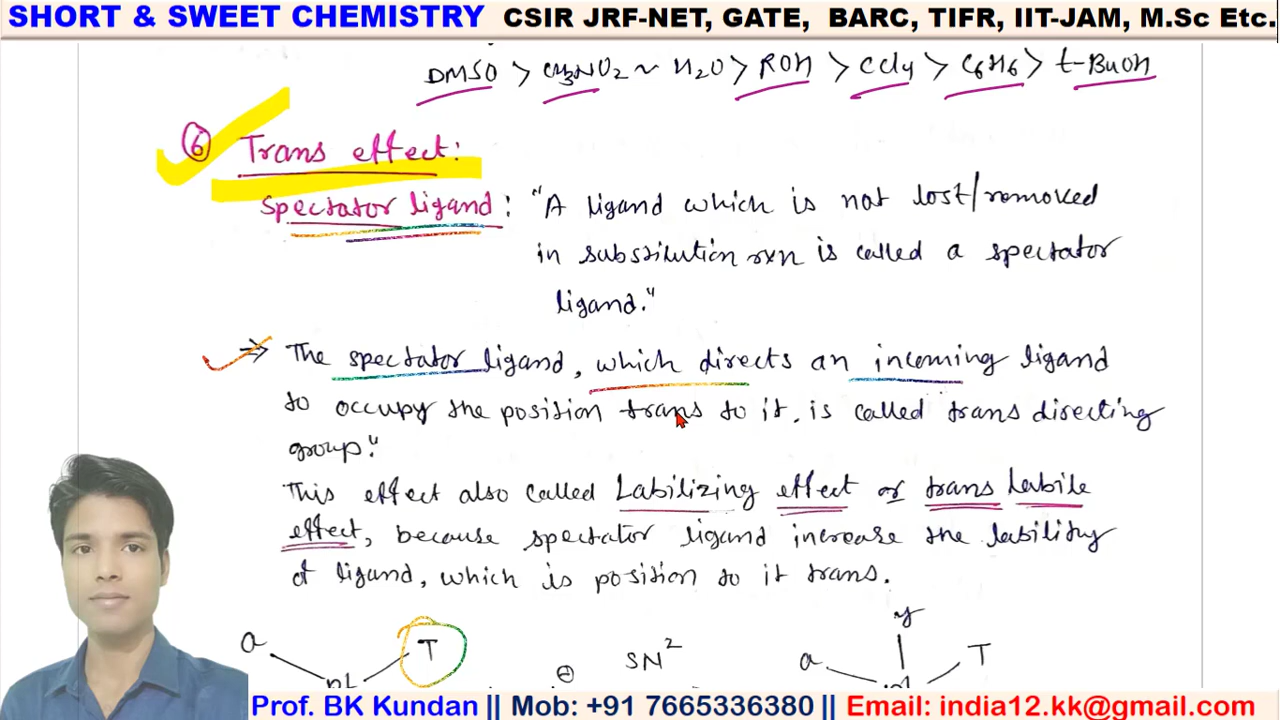 SHORT & SWEET CHEMISTRY CSIR JRF-NET, GATE, BARC, TIFR, IIT-JAM, M.Sc Etc.
DMSO > CH3NO2 ~ H2O > ROH > CCl4 > C6H6 > t-BuOH
⑥ Trans effect:
Spectator ligand: "A ligand which is not lost/removed
in substitution rxn is called a spectator
ligand."
⇒ The spectator ligand, which directs an incoming ligand
to occupy the position trans to it, is called trans directing
group."
This effect also called Labilizing effect or trans Labile
effect, because spectator ligand increase the lability
of ligand, which is position to it trans.
y
a T ⊕ SN² a T
Prof. BK Kundan || Mob: +91 7665336380 || Email: india12.kk@gmail.com